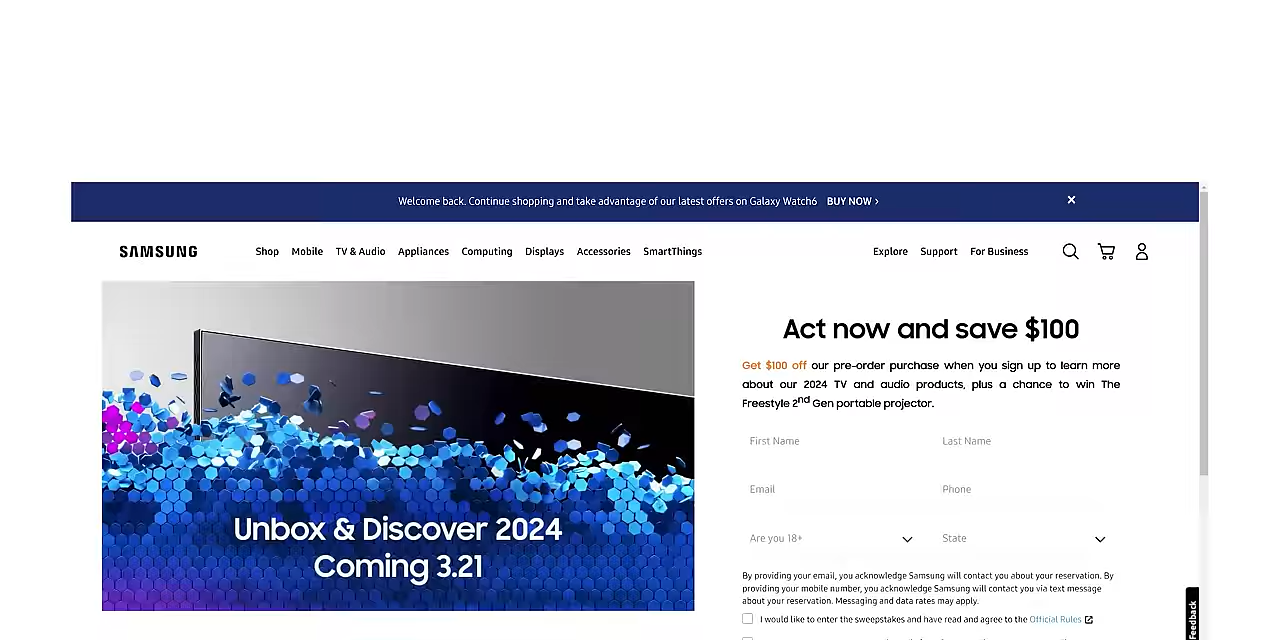 Welcome back. Continue shopping and take advantage of our latest offers on Galaxy Watch6 BUY NOW
SAMSUNG Shop Mobile TV & Audio Appliances Computing Displays Accessories SmartThings Explore Support For Business
Unbox & Discover 2024
Coming 3.21
Act now and save $100
Get $100 off our pre-order purchase when you sign up to learn more
about our 2024 TV and audio products, plus a chance to win The
Freestyle 2nd Gen portable projector.
First Name Last Name
Email Phone
Are you 18+ State
By providing your email, you acknowledge Samsung will contact you about your reservation. By
providing your mobile number, you acknowledge Samsung will contact you via text message
about your reservation. Messaging and data rates may apply.
I would like to enter the sweepstakes and have read and agree to the Official Rules
Feedback